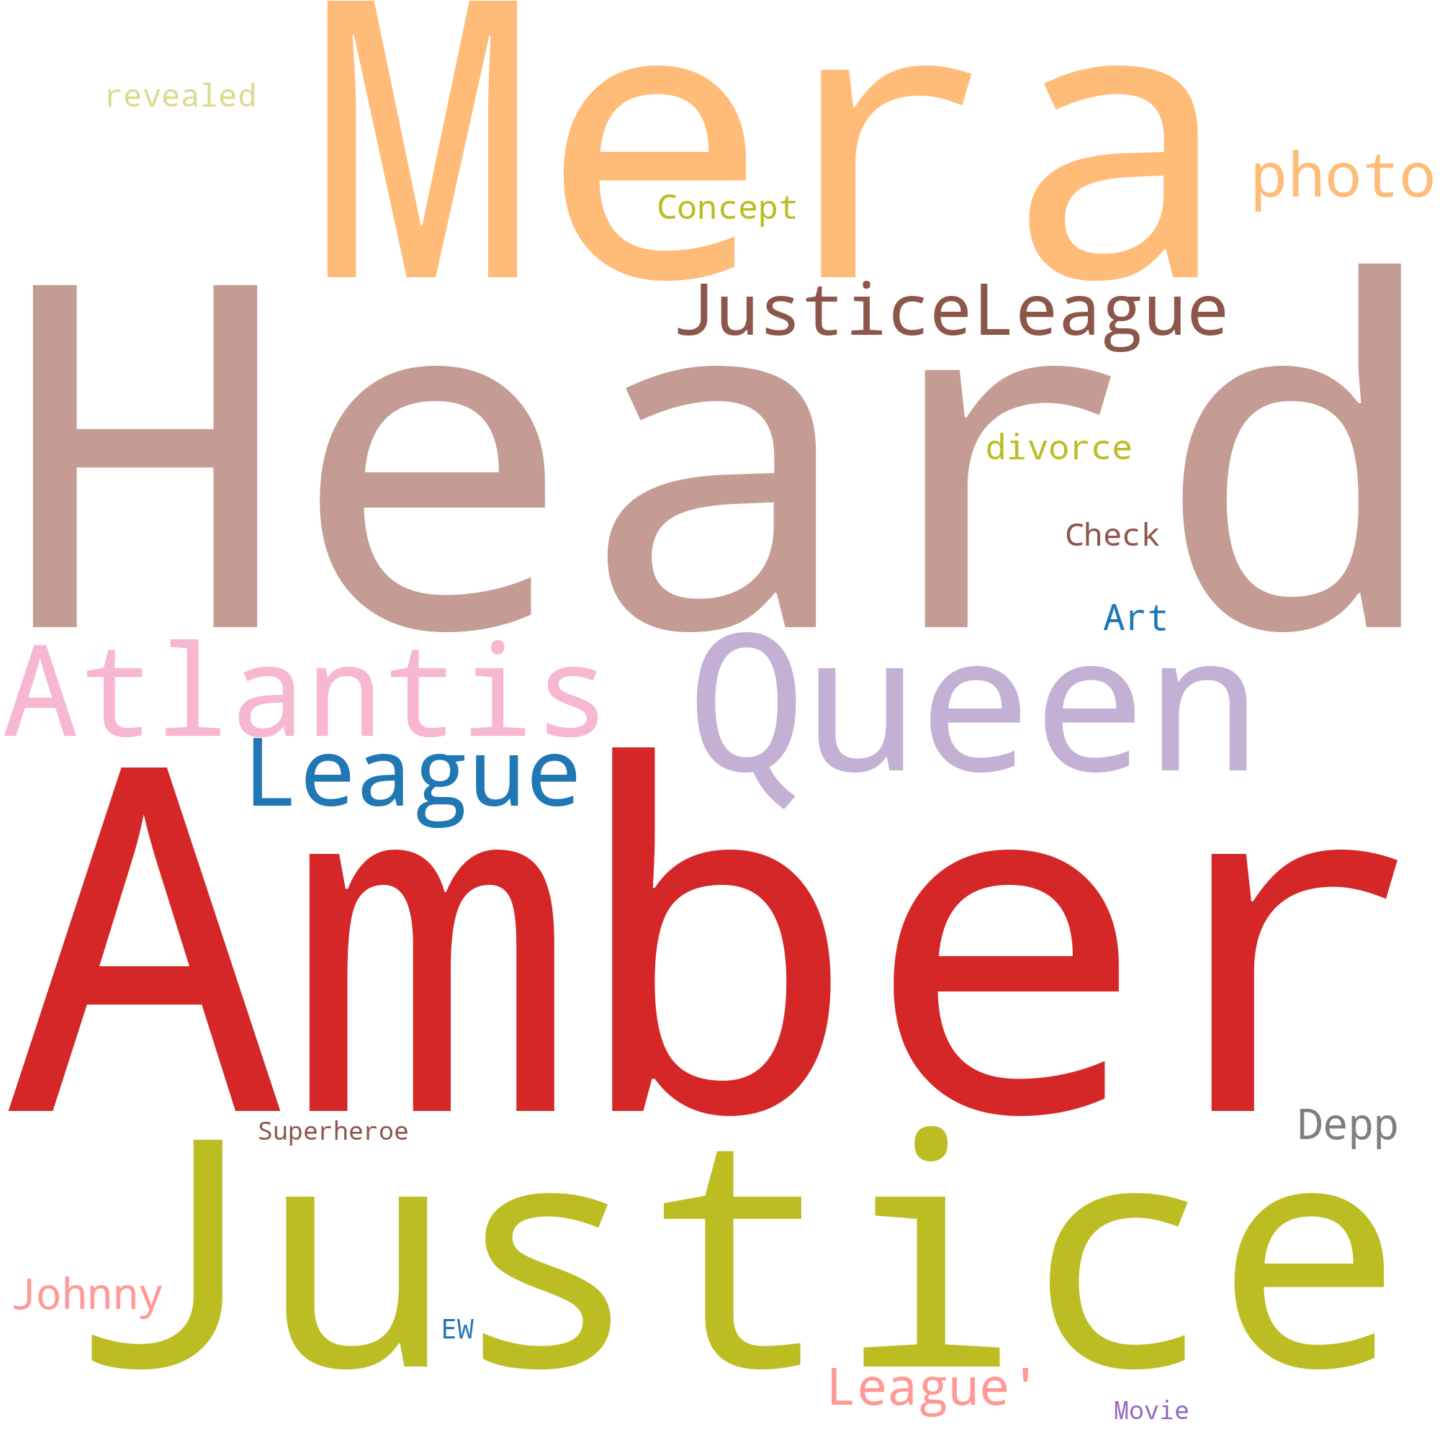 Mera
revealed
photo
Concept
JusticeLeague
Heard
divorce
Check
Art
Atlantis
Queen
League
Amber
Superheroe
Depp
Justice
Johnny
EW
League'
Movie